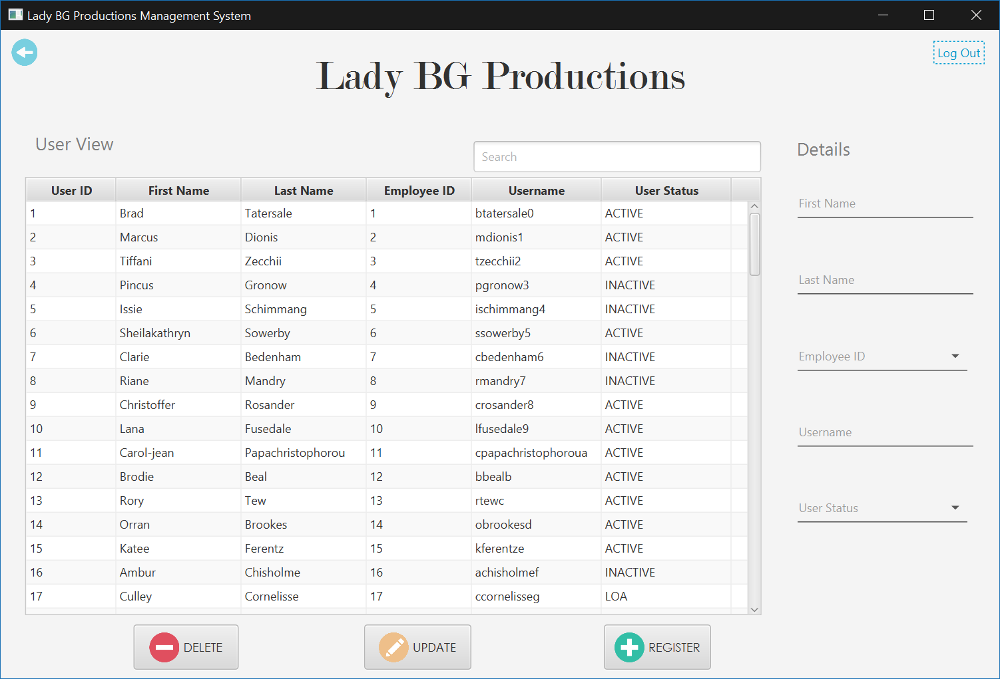 Lady BG Productions Management System
Log Out
Lady BG Productions
User View
Search
Details
User ID First Name Last Name Employee ID Username User Status
1 Brad Tatersale 1 btatersale0 ACTIVE
2 Marcus Dionis 2 mdionis1 ACTIVE
3 Tiffani Zecchii 3 tzecchii2 ACTIVE
4 Pincus Gronow 4 pgronow3 INACTIVE
5 Issie Schimmang 5 ischimmang4 INACTIVE
6 Sheilakathryn Sowerby 6 ssowerby5 ACTIVE
7 Clarie Bedenham 7 cbedenham6 INACTIVE
8 Riane Mandry 8 rmandry7 INACTIVE
9 Christoffer Rosander 9 crosander8 ACTIVE
10 Lana Fusedale 10 lfusedale9 ACTIVE
11 Carol-jean Papachristophorou 11 cpapachristophoroua ACTIVE
12 Brodie Beal 12 bbealb ACTIVE
13 Rory Tew 13 rtewc ACTIVE
14 Orran Brookes 14 obrookesd ACTIVE
15 Katee Ferentz 15 kferentze ACTIVE
16 Ambur Chisholme 16 achisholmef INACTIVE
17 Culley Cornelisse 17 ccornelisseg LOA
First Name
Last Name
Employee ID
Username
User Status
DELETE
UPDATE
REGISTER